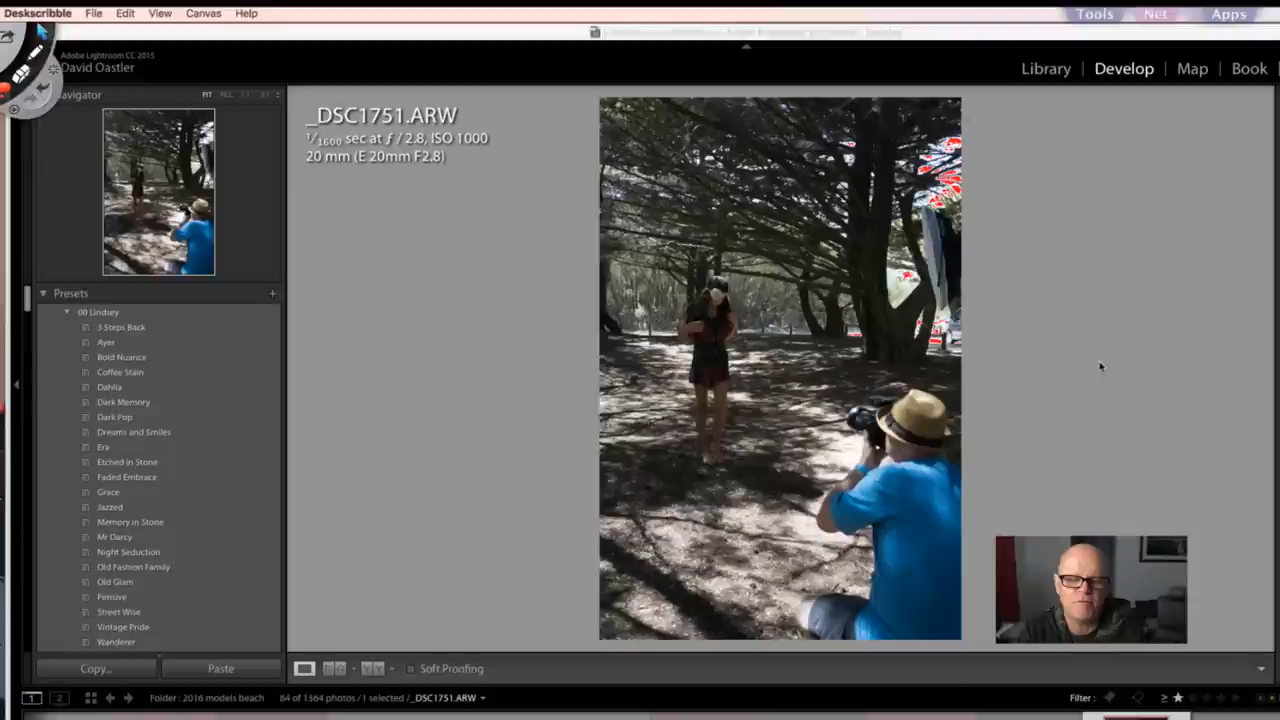 Deskscribble File Edit View Canvas Help
Tools Net Apps
Adobe Lightroom CC 2015
David Oastler
Library | Develop | Map | Book
avigator FIT
_DSC1751.ARW
1/1600 sec at ƒ / 2.8, ISO 1000
20 mm (E 20mm F2.8)
Presets +
00 Lindsey
3 Steps Back
Ayer
Bold Nuance
Coffee Stain
Dahlia
Dark Memory
Dark Pop
Dreams and Smiles
Era
Etched in Stone
Faded Embrace
Grace
Jazzed
Memory in Stone
Mr Darcy
Night Seduction
Old Fashion Family
Old Glam
Pensive
Street Wise
Vintage Pride
Wanderer
Copy... Paste
Soft Proofing
1 2 Folder: 2016 models beach 84 of 1364 photos / 1 selected / _DSC1751.ARW Filter: ≥ ★